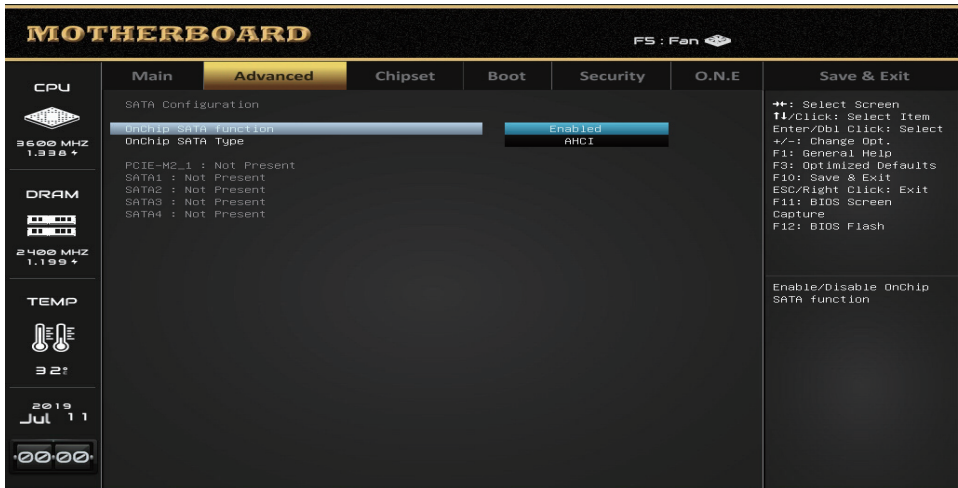 MOTHERBOARD
F5 : Fan
Main Advanced Chipset Boot Security O.N.E Save & Exit
CPU
3600 MHZ
1.338
DRAM
2400 MHZ
1.199
TEMP
32
2019
Jul 11
00:00
SATA Configuration
OnChip SATA function Enabled
OnChip SATA Type AHCI
PCIE-M2_1 : Not Present
SATA1 : Not Present
SATA2 : Not Present
SATA3 : Not Present
SATA4 : Not Present
→←: Select Screen
↑↓/Click: Select Item
Enter/Dbl Click: Select
+/-: Change Opt.
F1: General Help
F3: Optimized Defaults
F10: Save & Exit
ESC/Right Click: Exit
F11: BIOS Screen
Capture
F12: BIOS Flash
Enable/Disable OnChip
SATA function